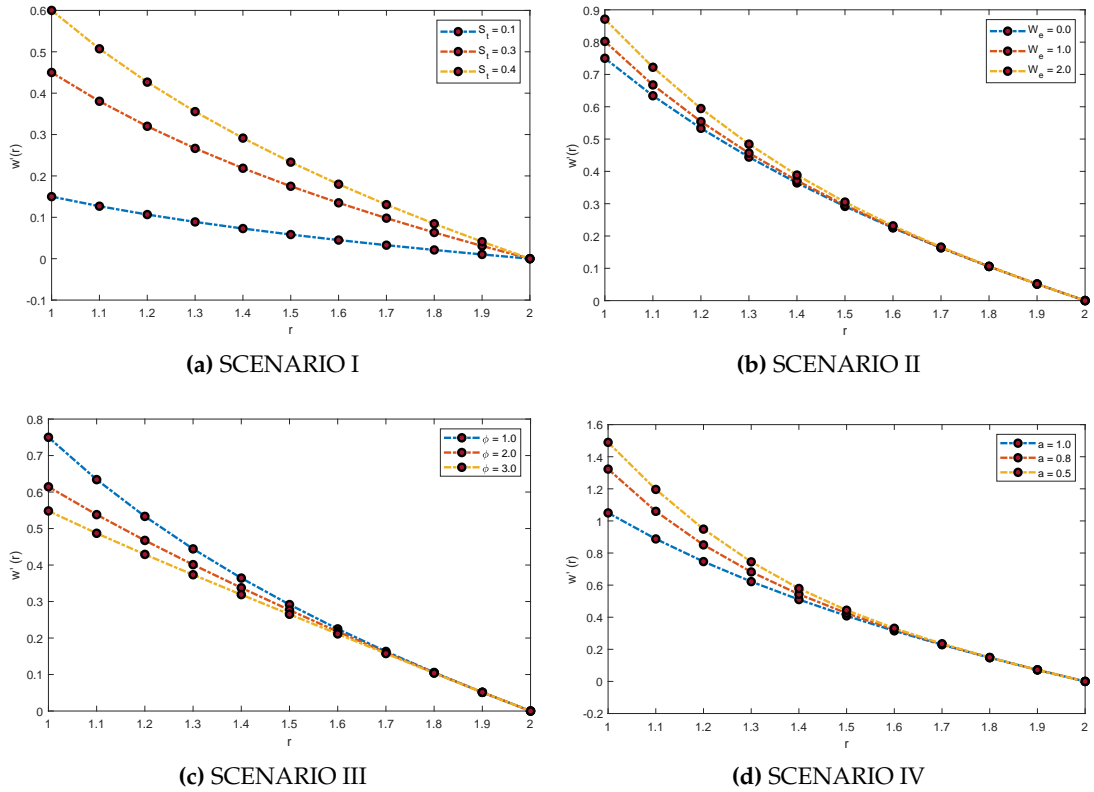 0.6
0.5
0.4
0.3
0.2
0.1
0
-0.1
w'(r)
S_t = 0.1
S_t = 0.3
S_t = 0.4
1 1.1 1.2 1.3 1.4 1.5 1.6 1.7 1.8 1.9 2
r
(a) SCENARIO I
0.9
0.8
0.7
0.6
0.5
0.4
0.3
0.2
0.1
0
w'(r)
W_e = 0.0
W_e = 1.0
W_e = 2.0
1 1.1 1.2 1.3 1.4 1.5 1.6 1.7 1.8 1.9 2
r
(b) SCENARIO II
0.8
0.7
0.6
0.5
0.4
0.3
0.2
0.1
0
w'(r)
ϕ = 1.0
ϕ = 2.0
ϕ = 3.0
1 1.1 1.2 1.3 1.4 1.5 1.6 1.7 1.8 1.9 2
r
(c) SCENARIO III
1.6
1.4
1.2
1
0.8
0.6
0.4
0.2
0
-0.2
w' (r)
a = 1.0
a = 0.8
a = 0.5
1 1.1 1.2 1.3 1.4 1.5 1.6 1.7 1.8 1.9 2
r
(d) SCENARIO IV